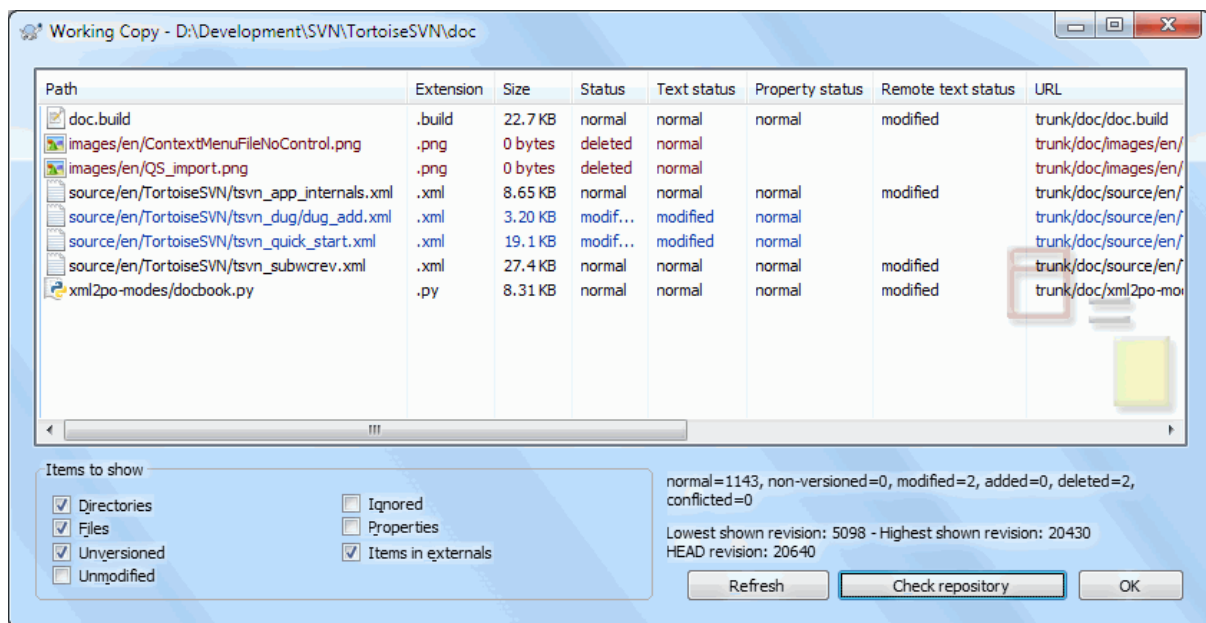 Working Copy - D:\Development\SVN\TortoiseSVN\doc
Path Extension Size Status Text status Property status Remote text status URL
doc.build .build 22.7 KB normal normal normal modified trunk/doc/doc.build
images/en/ContextMenuFileNoControl.png .png 0 bytes deleted normal trunk/doc/images/en/
images/en/QS_import.png .png 0 bytes deleted normal trunk/doc/images/en/
source/en/TortoiseSVN/tsvn_app_internals.xml .xml 8.65 KB normal normal normal modified trunk/doc/source/en/
source/en/TortoiseSVN/tsvn_dug/dug_add.xml .xml 3.20 KB modif... modified normal trunk/doc/source/en/
source/en/TortoiseSVN/tsvn_quick_start.xml .xml 19.1 KB modif... modified normal trunk/doc/source/en/
source/en/TortoiseSVN/tsvn_subwcrev.xml .xml 27.4 KB normal normal normal modified trunk/doc/source/en/
xml2po-modes/docbook.py .py 8.31 KB normal normal normal modified trunk/doc/xml2po-mo
Items to show
Directories Ignored
Files Properties
Unversioned Items in externals
Unmodified
normal=1143, non-versioned=0, modified=2, added=0, deleted=2,
conflicted=0
Lowest shown revision: 5098 - Highest shown revision: 20430
HEAD revision: 20640
Refresh Check repository OK